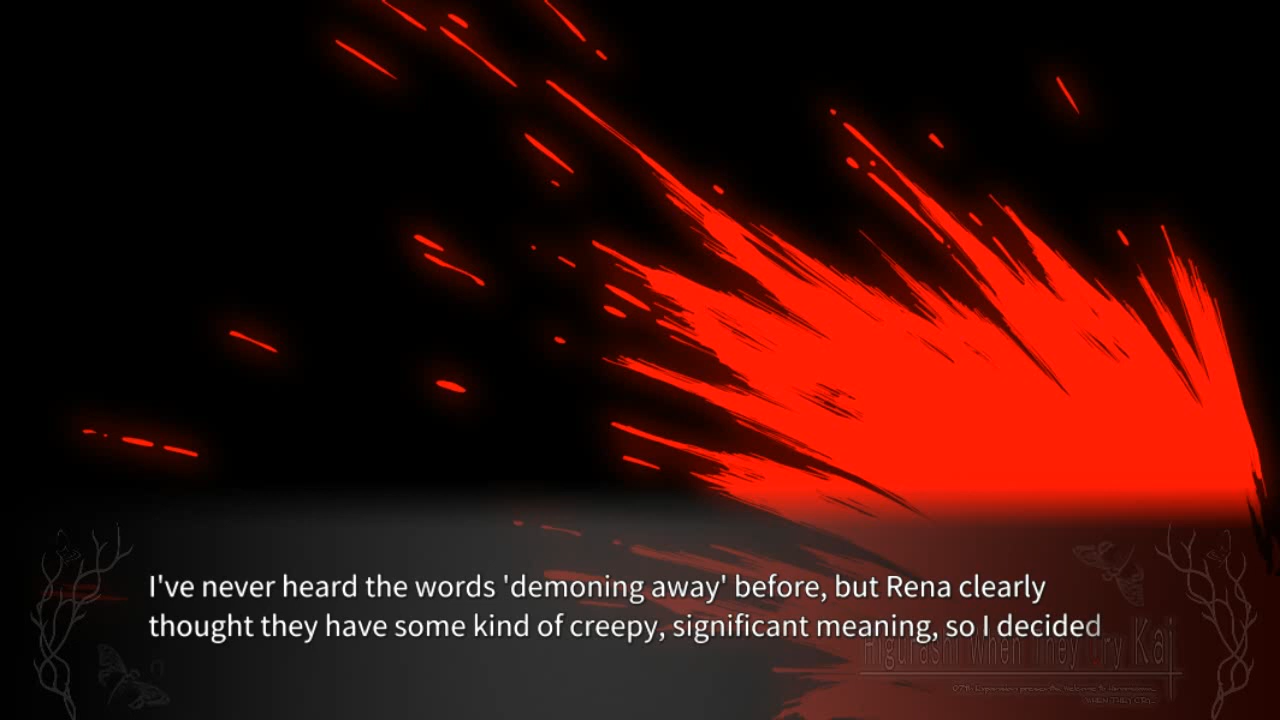 I've never heard the words 'demoning away' before, but Rena clearly
thought they have some kind of creepy, significant meaning, so I decided
Higurashi When They Cry Kai